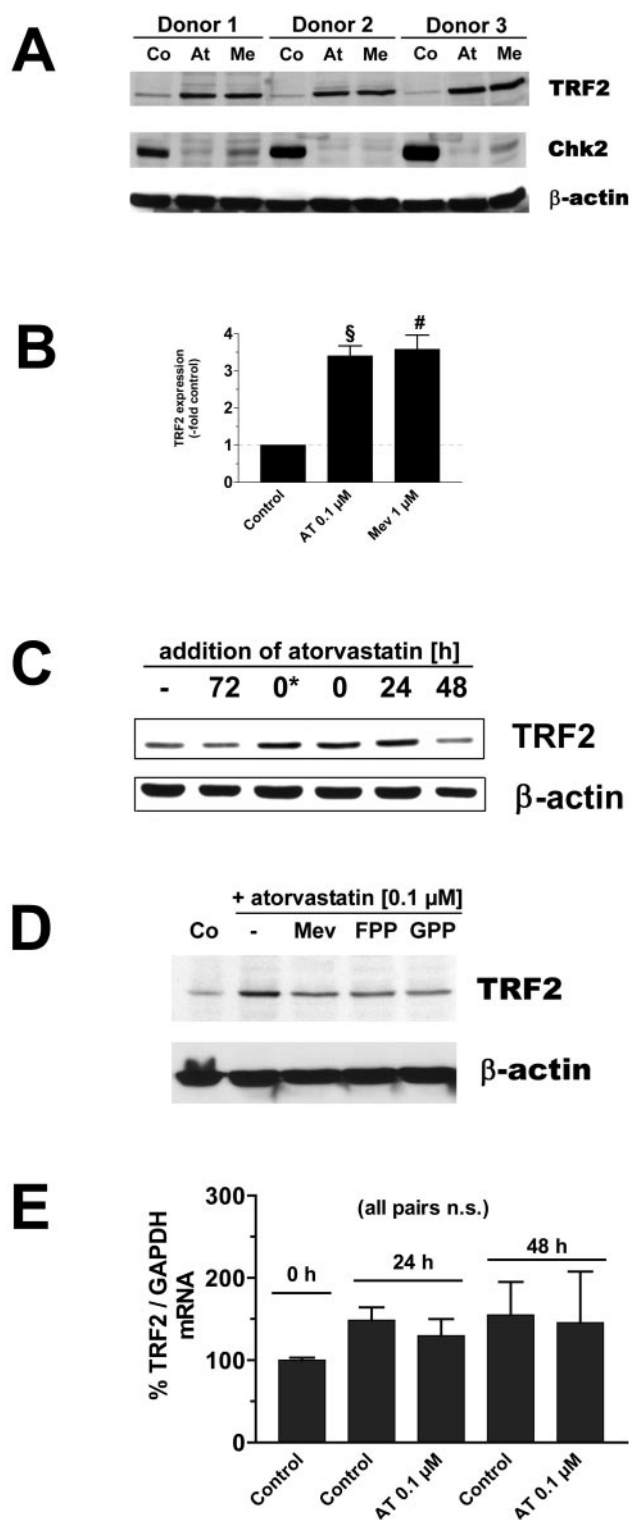 A
Donor 1 Donor 2 Donor 3
Co At Me Co At Me Co At Me
TRF2
Chk2
β-actin
B
TRF2 expression
(-fold control)
4
3
2
1
0
§
#
Control
AT 0.1 µM
Mev 1 µM
C
addition of atorvastatin [h]
- 72 0* 0 24 48
TRF2
β-actin
D
+ atorvastatin [0.1 µM]
Co - Mev FPP GPP
TRF2
β-actin
E
% TRF2 / GAPDH
mRNA
300
200
100
0
(all pairs n.s.)
0 h
24 h
48 h
Control
Control
AT 0.1 µM
Control
AT 0.1 µM